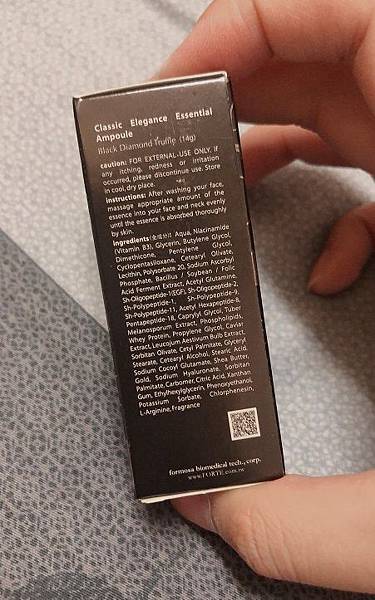 Classic Elegance Essential
Ampoule
Black Diamond Truffle (14g)
caution: FOR EXTERNAL-USE ONLY, if
any itching, redness or irritation
occurred, please discontinue use. Store
in cool, dry place.
instructions: After washing your face,
massage appropriate amount of the
essence into your face and neck evenly
until the essence is absorbed thoroughly
by skin.
Ingredients(全成分): Aqua, Niacinamide
(Vitamin B3), Glycerin, Butylene Glycol,
Dimethicone, Pentylene Glycol,
Cyclopentasiloxane, Cetearyl Olivate,
Lecithin, Polysorbate 20, Sodium Ascorbyl
Phosphate, Bacillus / Soybean / Folic
Acid Ferment Extract, Acetyl Glutamine,
Sh-Oligopeptide-1(EGF), Sh-Oligopeptide-2,
Sh-Polypeptide-1, Sh-Polypeptide-9,
Sh-Polypeptide-11, Acetyl Hexapeptide-8,
Pentapeptide-18, Caprylyl Glycol, Tuber
Melanosporum Extract, Phospholipids,
Whey Protein, Propylene Glycol, Caviar
Extract, Leucojum Aestivum Bulb Extract,
Sorbitan Olivate, Cetyl Palmitate, Glyceryl
Stearate, Cetearyl Alcohol, Stearic Acid,
Sodium Cocoyl Glutamate, Shea Butter,
Gold, Sodium Hyaluronate, Sorbitan
Palmitate, Carbomer, Citric Acid, Xanthan
Gum, Ethylhexylglycerin, Phenoxyethanol,
Potassium Sorbate, Chlorphenesin,
L-Arginine, Fragrance
formosa biomedical tech., corp.
www.FORTE.com.tw